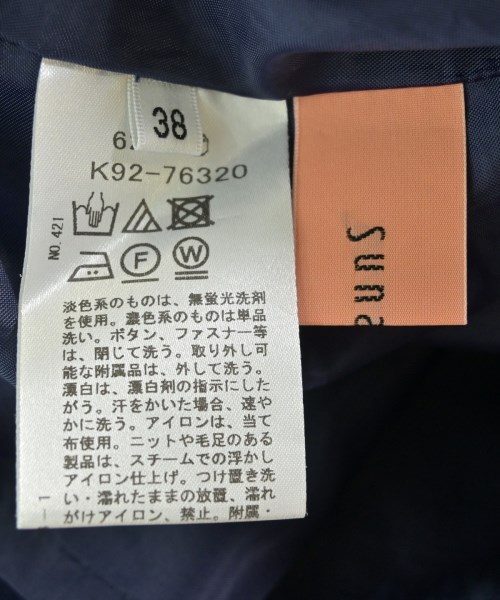 38
K92-76320
NO.421
F
W
淡色系のものは、無蛍光洗剤
を使用。濃色系のものは単品
洗い。ボタン、ファスナー等
は、閉じて洗う。取り外し可
能な附属品は、外して洗う。
漂白は、漂白剤の指示にした
がう。汗をかいた場合、速や
かに洗う。アイロンは、当て
布使用。ニットや毛足のある
製品は、スチームでの浮かし
アイロン仕上げ。つけ置き洗
い・濡れたままの放置、濡れ
がけアイロン、禁止。附属・